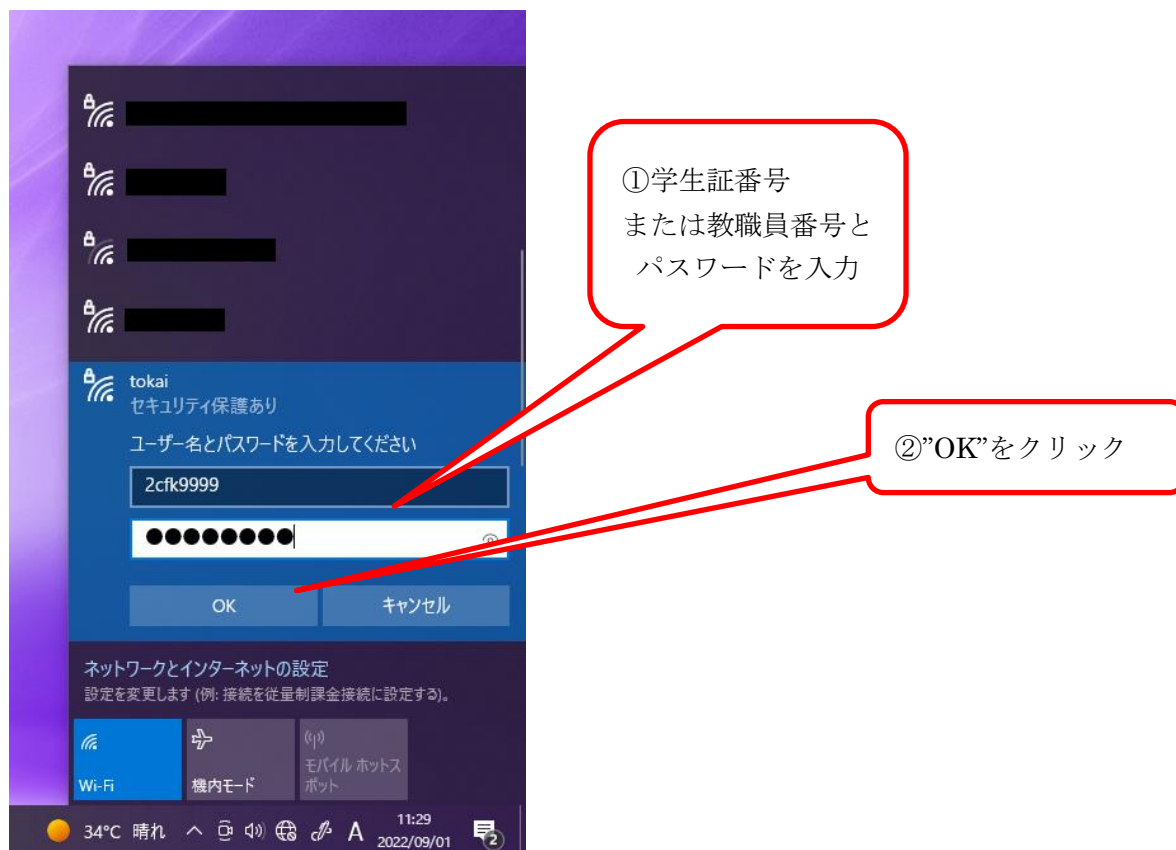 tokai
セキュリティ保護あり
ユーザー名とパスワードを入力してください
2cfk9999
●●●●●●●●
OK
キャンセル
ネットワークとインターネットの設定
設定を変更します (例: 接続を従量制課金接続に設定する)。
Wi-Fi
機内モード
モバイル ホットス
ポット
34°C 晴れ
A
11:29
2022/09/01
2
①学生証番号
または教職員番号と
パスワードを入力
②”OK”をクリック